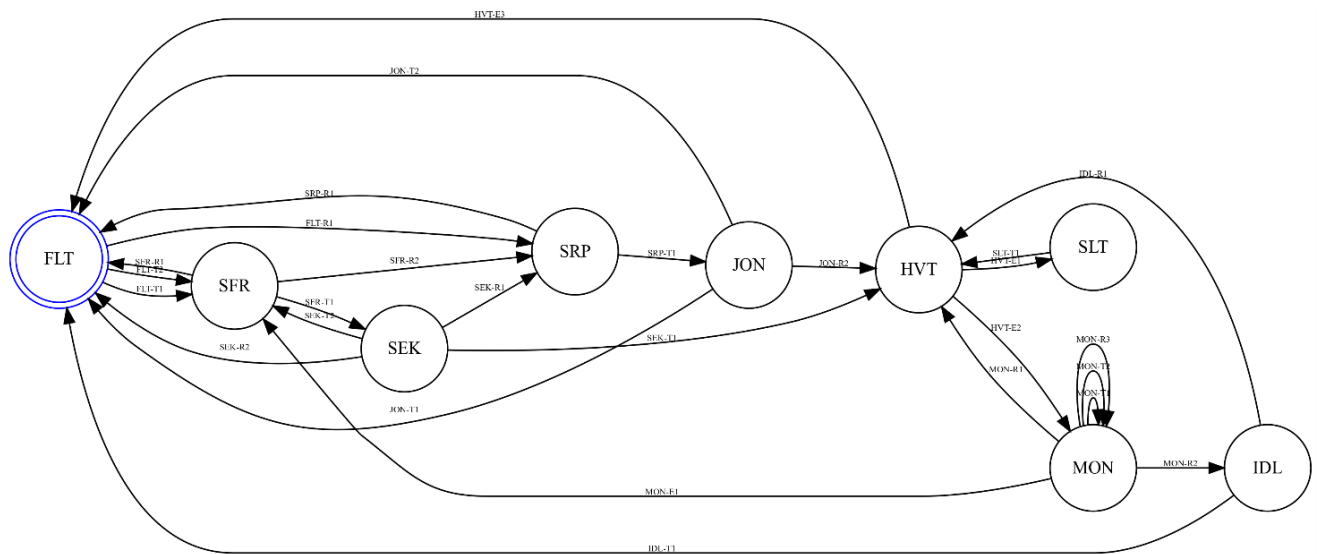 HVT-E3
JON-T2
SRP-R1
FLT-R1
FLT
SFR-R1
FLT-T2
FLT-T1
SFR
SFR-R2
SFR-T1
SEK-T2
SEK-R1
SEK-R2
SEK
SRP
SRP-T1
JON
JON-R2
SEK-T1
JON-T1
HVT
IDL-R1
SLT-T1
HVT-E1
SLT
HVT-E2
MON-R1
MON-R3
MON-T2
MON-T1
MON
MON-R2
IDL
MON-E1
IDL-T1